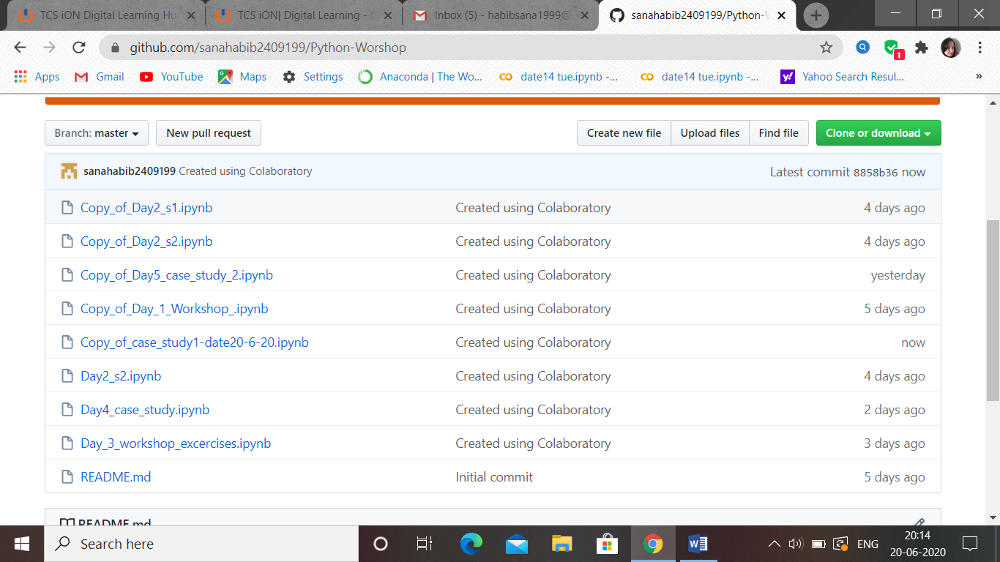 TCS iON Digital Learning Hu
TCS iON| Digital Learning -
Inbox (5) - habibsana1999@
sanahabib2409199/Python-W
github.com/sanahabib2409199/Python-Worshop
1
Apps
Gmail
YouTube
Maps
Settings
Anaconda | The Wo...
date14 tue.ipynb -...
date14 tue.ipynb -...
Yahoo Search Resul...
»
Branch: master
New pull request
Create new file
Upload files
Find file
Clone or download
sanahabib2409199 Created using Colaboratory
Latest commit 8858b36 now
Copy_of_Day2_s1.ipynb
Created using Colaboratory
4 days ago
Copy_of_Day2_s2.ipynb
Created using Colaboratory
4 days ago
Copy_of_Day5_case_study_2.ipynb
Created using Colaboratory
yesterday
Copy_of_Day_1_Workshop_.ipynb
Created using Colaboratory
5 days ago
Copy_of_case_study1-date20-6-20.ipynb
Created using Colaboratory
now
Day2_s2.ipynb
Created using Colaboratory
4 days ago
Day4_case_study.ipynb
Created using Colaboratory
2 days ago
Day_3_workshop_excercises.ipynb
Created using Colaboratory
3 days ago
README.md
Initial commit
5 days ago
README.md
Search here
ENG
20:14
20-06-2020